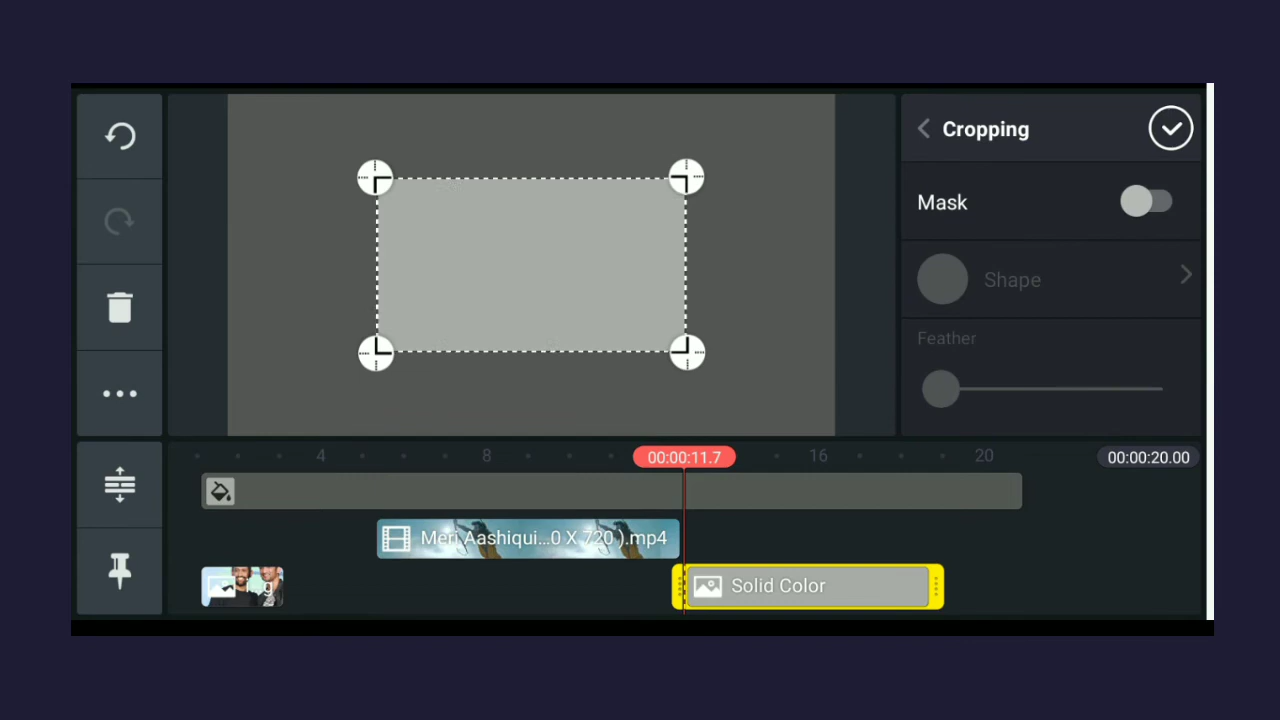 Cropping
Mask
Shape
Feather
4
8
00:00:11.7
16
20
00:00:20.00
Meri Aashiqui...0 X 720 ).mp4
g
Solid Color